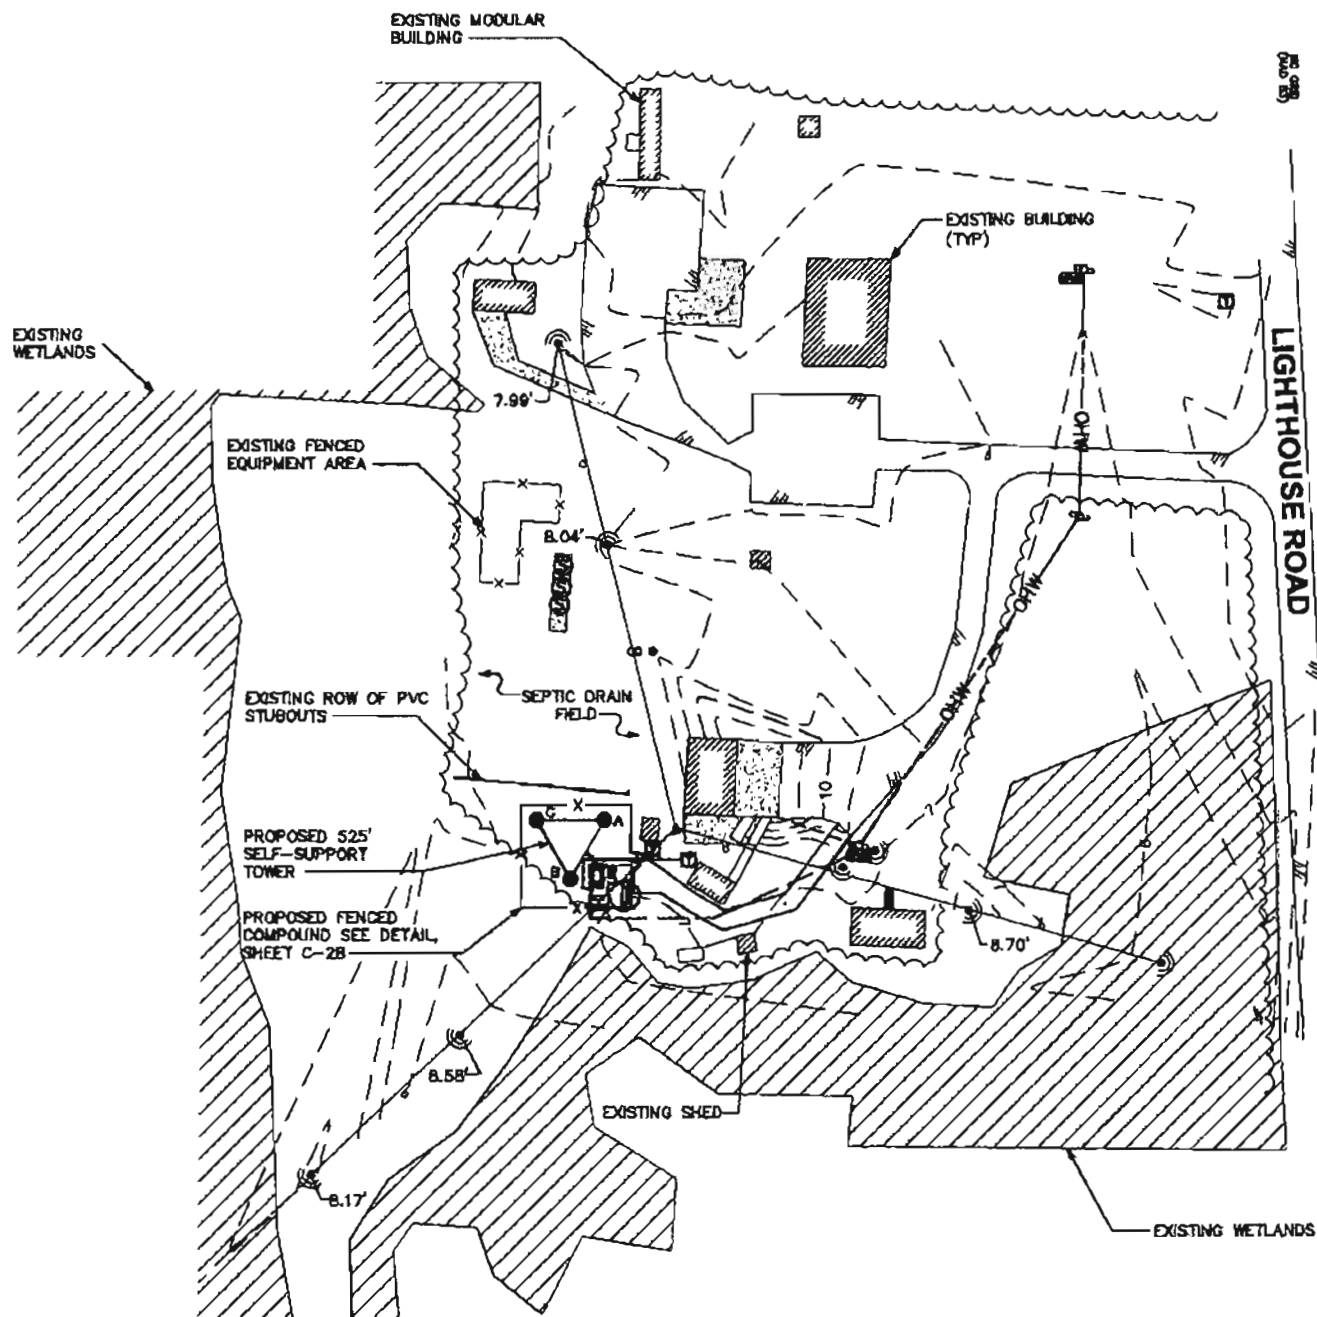 EXISTING MODULAR
BUILDING
EXISTING BUILDING
(TYP)
EXISTING
WETLANDS
7.99'
EXISTING FENCED
EQUIPMENT AREA
LIGHTHOUSE ROAD
OHW
8.04'
OHW
EXISTING ROW OF PVC
STUBOUTS
SEPTIC DRAIN
FIELD
OHW
10
PROPOSED 525'
SELF-SUPPORT
TOWER
C
X
A
B
X
PROPOSED FENCED
COMPOUND SEE DETAIL,
SHEET C-2B
8.70'
8.58'
EXISTING SHED
8.17'
EXISTING WETLANDS